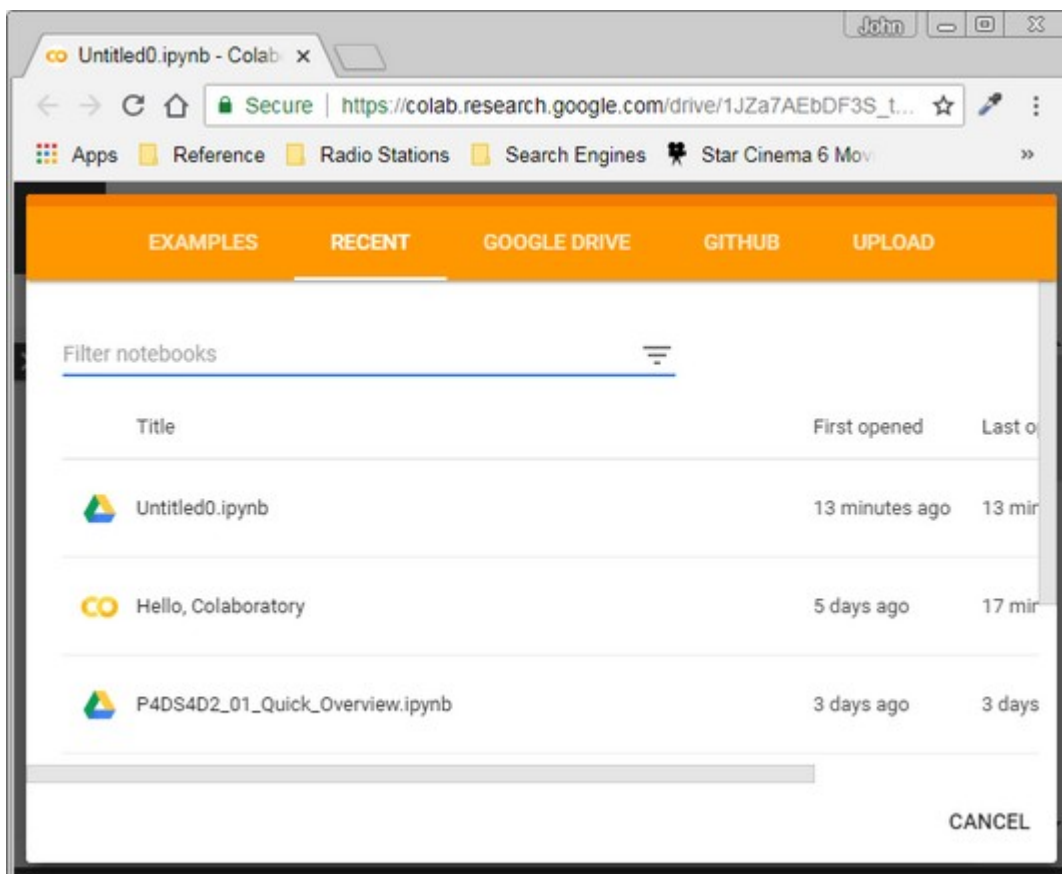 John
Untitled0.ipynb - Colab
Secure | https://colab.research.google.com/drive/1JZa7AEbDF3S_t...
Apps Reference Radio Stations Search Engines Star Cinema 6 Mov »
EXAMPLES RECENT GOOGLE DRIVE GITHUB UPLOAD
Filter notebooks
Title First opened Last o
Untitled0.ipynb 13 minutes ago 13 min
CO Hello, Colaboratory 5 days ago 17 min
P4DS4D2_01_Quick_Overview.ipynb 3 days ago 3 days
CANCEL